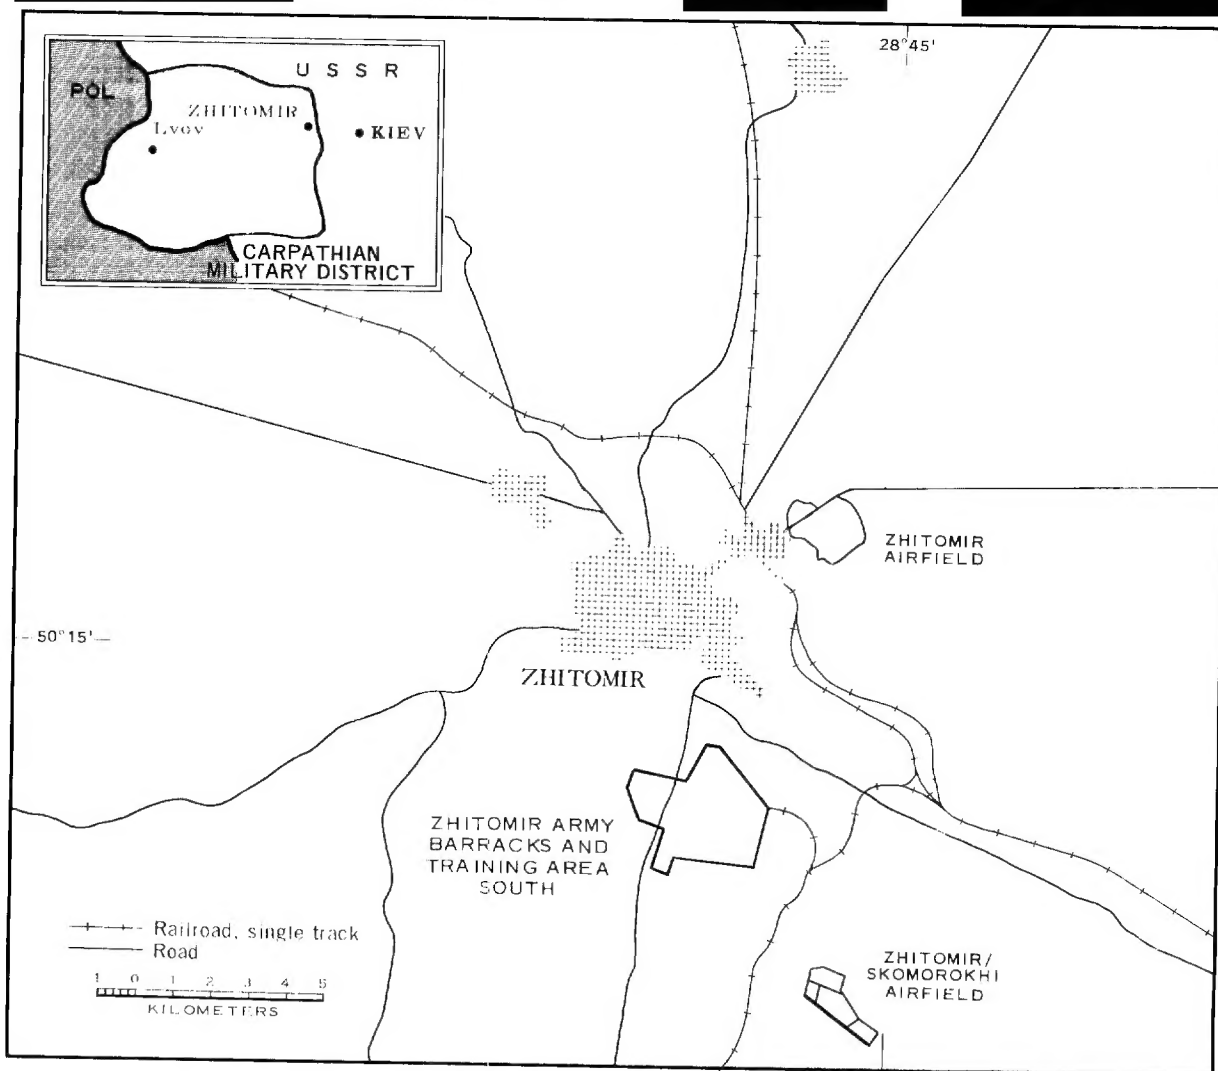 28°45'
U S S R
POL
ZHITOMIR
Lvov
KIEV
CARPATHIAN
MILITARY DISTRICT
ZHITOMIR
AIRFIELD
50°15'
ZHITOMIR
ZHITOMIR ARMY
BARRACKS AND
TRAINING AREA
SOUTH
Railroad, single track
Road
1 0 1 2 3 4 5
KILOMETERS
ZHITOMIR/
SKOMOROKHI
AIRFIELD